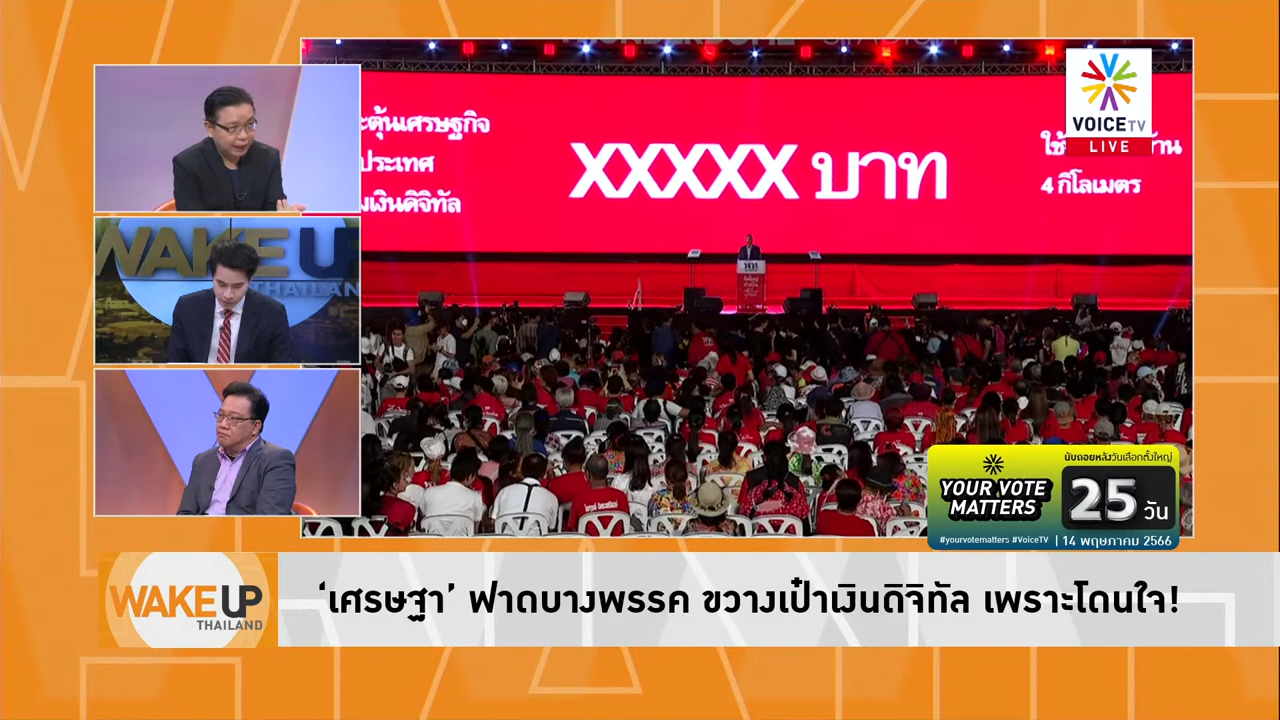 ะตุ้นเศรษฐกิจ
ประเทศ
มเงินดิจิทัล
XXXXX บาท
4 กิโลเมตร
VOICE TV
LIVE
WAKE UP
THAILAND
YOUR VOTE
MATTERS
นับถอยหลังวันเลือกตั้งใหญ่
25 วัน
#yourvotematters #VoiceTV | 14 พฤษภาคม 2566
WAKE UP
THAILAND
‘เศรษฐา’ ฟาดบางพรรค ขวางเป๋าเงินดิจิทัล เพราะโดนใจ!